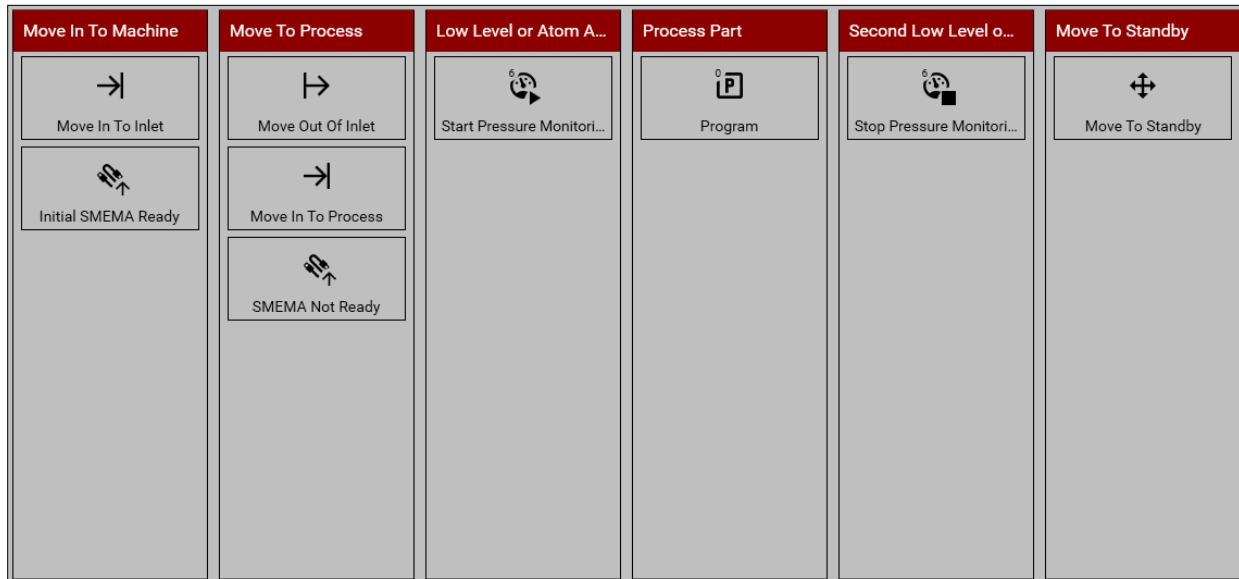 Move In To Machine
Move To Process
Low Level or Atom A...
Process Part
Second Low Level o...
Move To Standby
Move In To Inlet
Move Out Of Inlet
6
Start Pressure Monitori...
0
P
Program
6
Stop Pressure Monitori...
Move To Standby
Initial SMEMA Ready
Move In To Process
SMEMA Not Ready